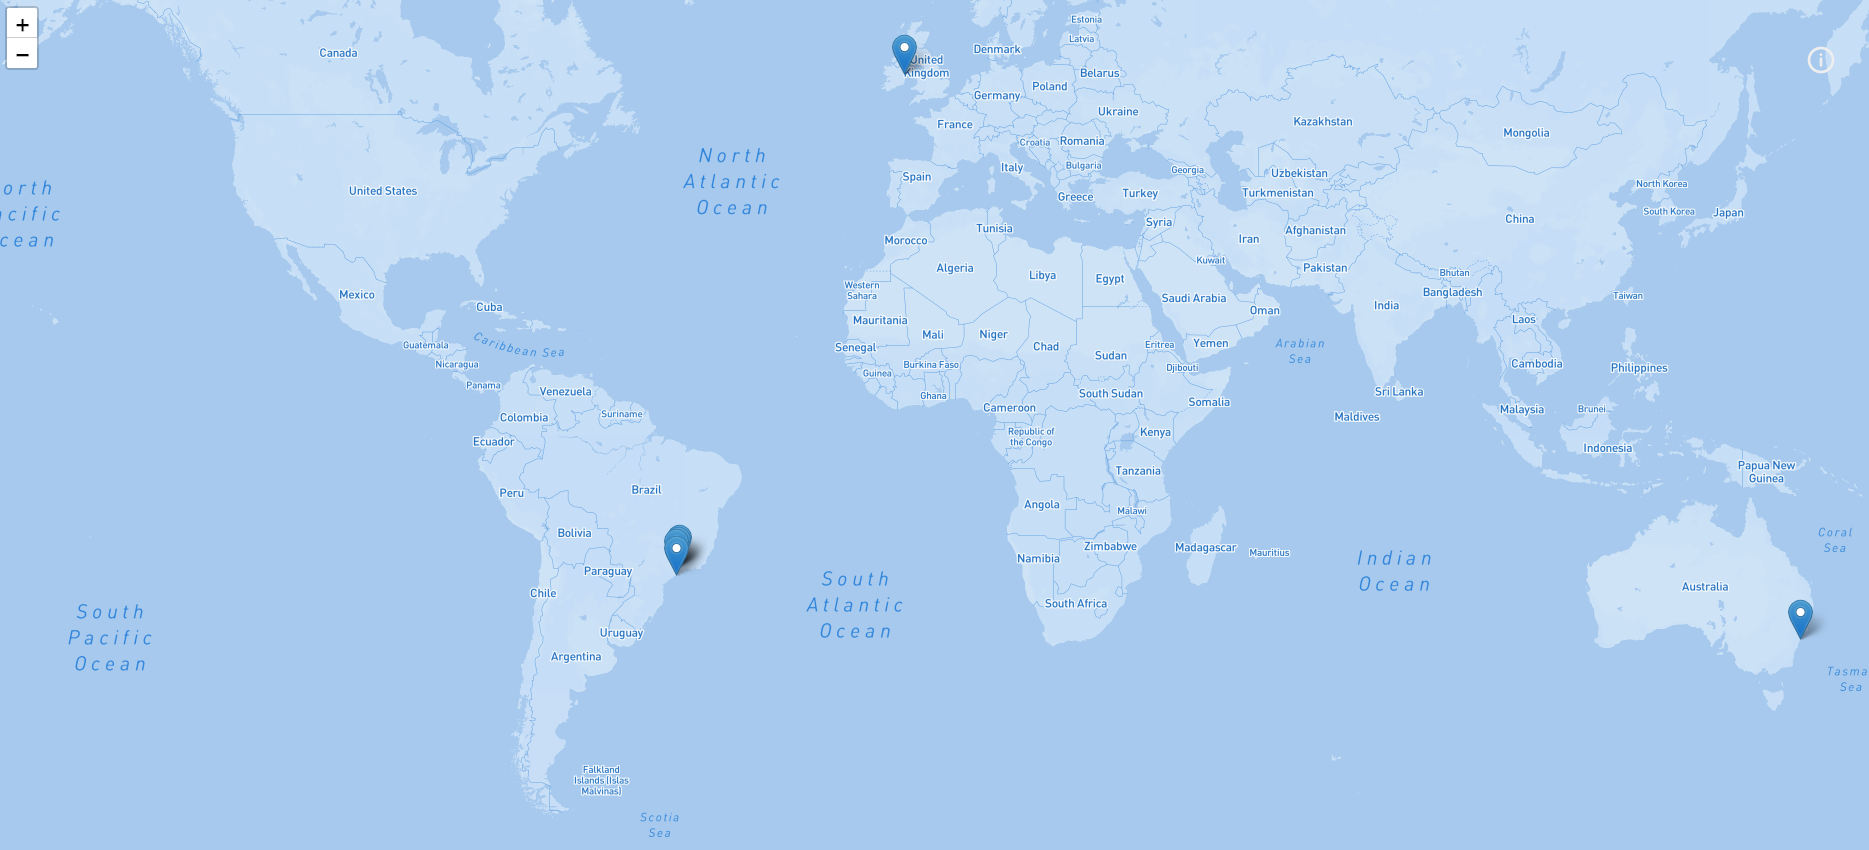 +
−
Canada
United States
Mexico
Cuba
Guatemala
Nicaragua
Panama
Caribbean Sea
Venezuela
Colombia
Suriname
Ecuador
Peru
Brazil
Bolivia
Paraguay
Chile
Uruguay
Argentina
Falkland
Islands (Islas
Malvinas)
Scotia
Sea
orth
cific
cean
South
Pacific
Ocean
North
Atlantic
Ocean
South
Atlantic
Ocean
United
Kingdom
Denmark
Estonia
Latvia
Belarus
Poland
Germany
Ukraine
France
Croatia
Romania
Bulgaria
Italy
Spain
Greece
Turkey
Georgia
Kazakhstan
Uzbekistan
Turkmenistan
Mongolia
North Korea
South Korea
Japan
China
Syria
Iran
Afghanistan
Kuwait
Pakistan
Bhutan
Bangladesh
India
Taiwan
Morocco
Tunisia
Algeria
Libya
Egypt
Western
Sahara
Saudi Arabia
Oman
Mauritania
Mali
Niger
Chad
Sudan
Eritrea
Yemen
Arabian
Sea
Senegal
Guinea
Burkina Faso
Ghana
Djibouti
South Sudan
Somalia
Cameroon
Republic of
the Congo
Kenya
Tanzania
Angola
Malawi
Zimbabwe
Namibia
Madagascar
Mauritius
South Africa
Indian
Ocean
Laos
Cambodia
Philippines
Sri Lanka
Maldives
Malaysia
Brunei
Indonesia
Papua New
Guinea
Coral
Sea
Australia
Tasma
Sea
i